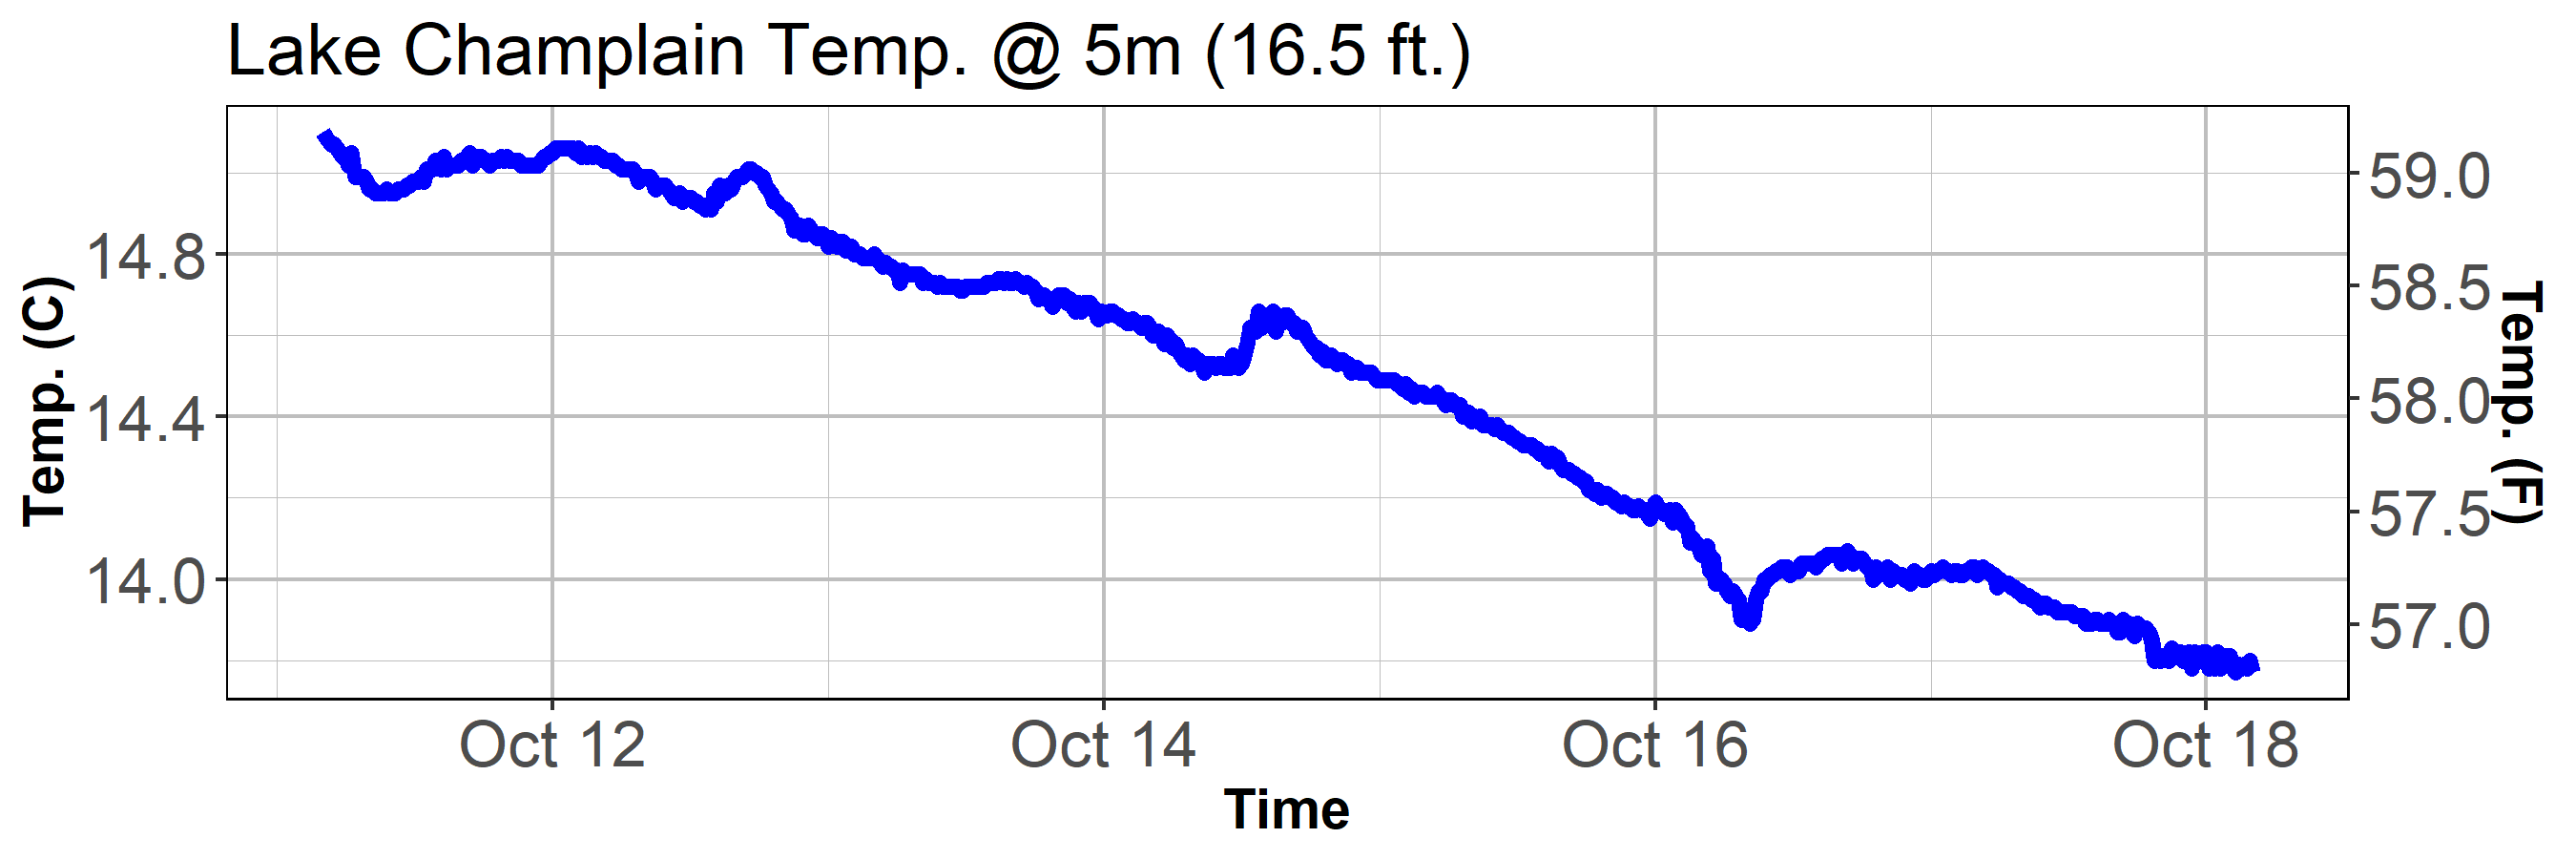 Lake Champlain Temp. @ 5m (16.5 ft.)
Temp. (C)
14.8
14.4
14.0
59.0
58.5
58.0
57.5
57.0
Temp. (F)
Oct 12 Oct 14 Oct 16 Oct 18
Time